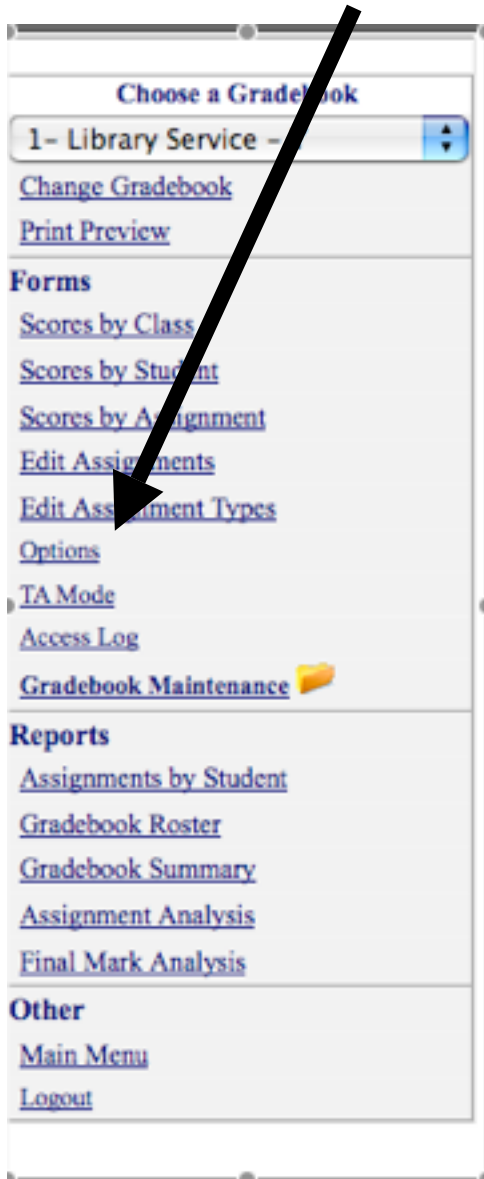 Choose a Gradebook
1- Library Service -
Change Gradebook
Print Preview
Forms
Scores by Class
Scores by Student
Scores by Assignment
Edit Assignments
Edit Assignment Types
Options
TA Mode
Access Log
Gradebook Maintenance
Reports
Assignments by Student
Gradebook Roster
Gradebook Summary
Assignment Analysis
Final Mark Analysis
Other
Main Menu
Logout